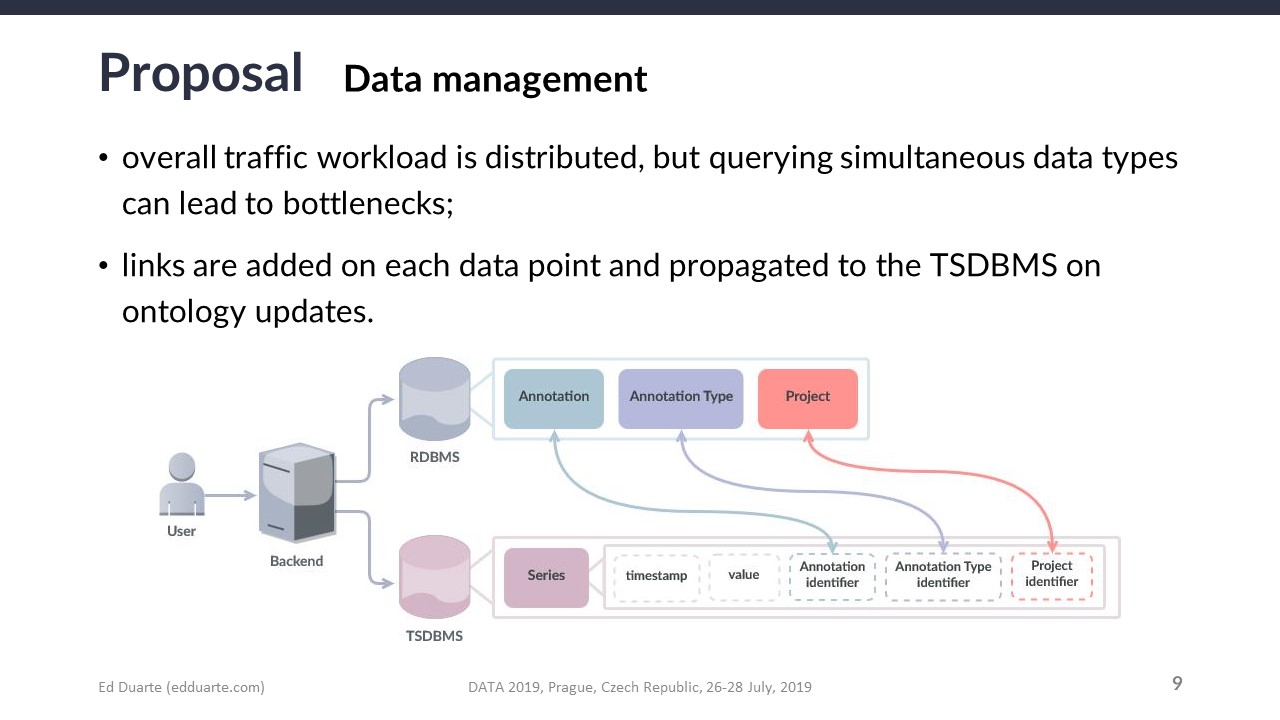 Proposal Data management
• overall traffic workload is distributed, but querying simultaneous data types
can lead to bottlenecks;
• links are added on each data point and propagated to the TSDBMS on
ontology updates.
Annotation
Annotation Type
Project
RDBMS
User
Backend
Series
timestamp
value
Annotation
identifier
Annotation Type
identifier
Project
identifier
TSDBMS
Ed Duarte (edduarte.com)
DATA 2019, Prague, Czech Republic, 26-28 July, 2019
9